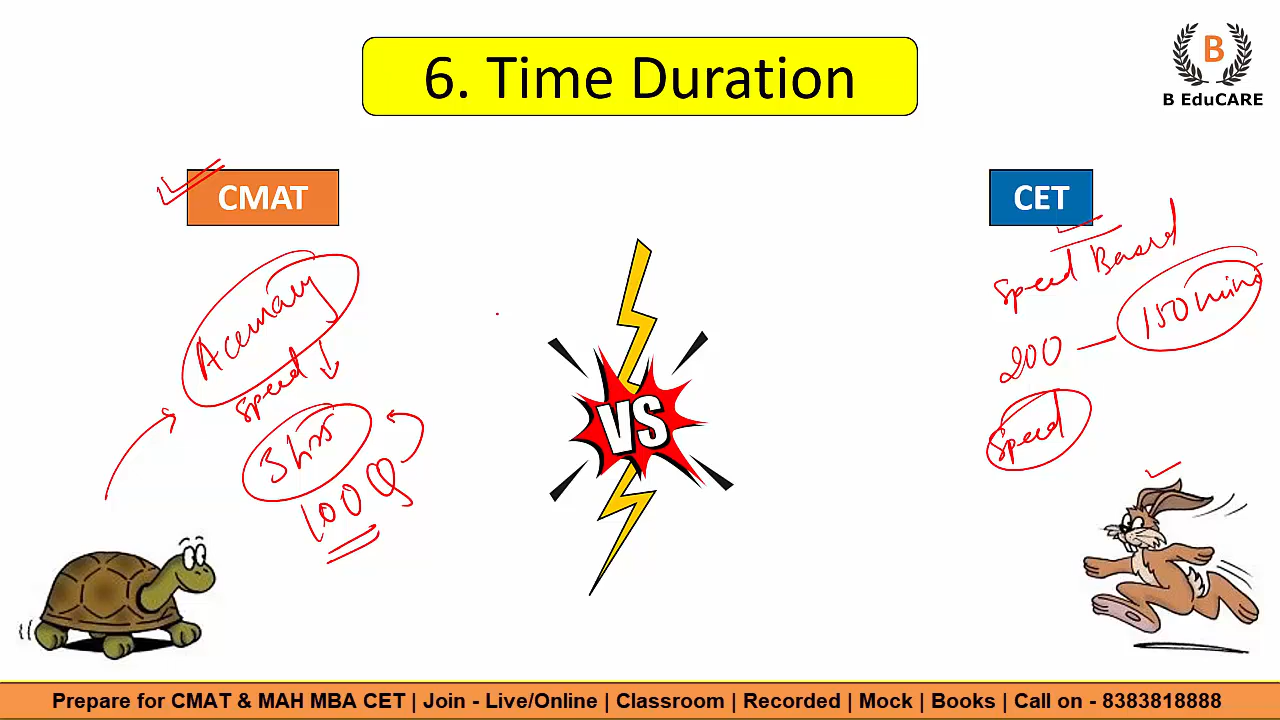 6. Time Duration
B
B EduCARE
CMAT
CET
Accuracy
Speed ↓
3 hrs
100 Q
VS
Speed Based
200 — 150 mins
Speed
Prepare for CMAT & MAH MBA CET | Join - Live/Online | Classroom | Recorded | Mock | Books | Call on - 8383818888